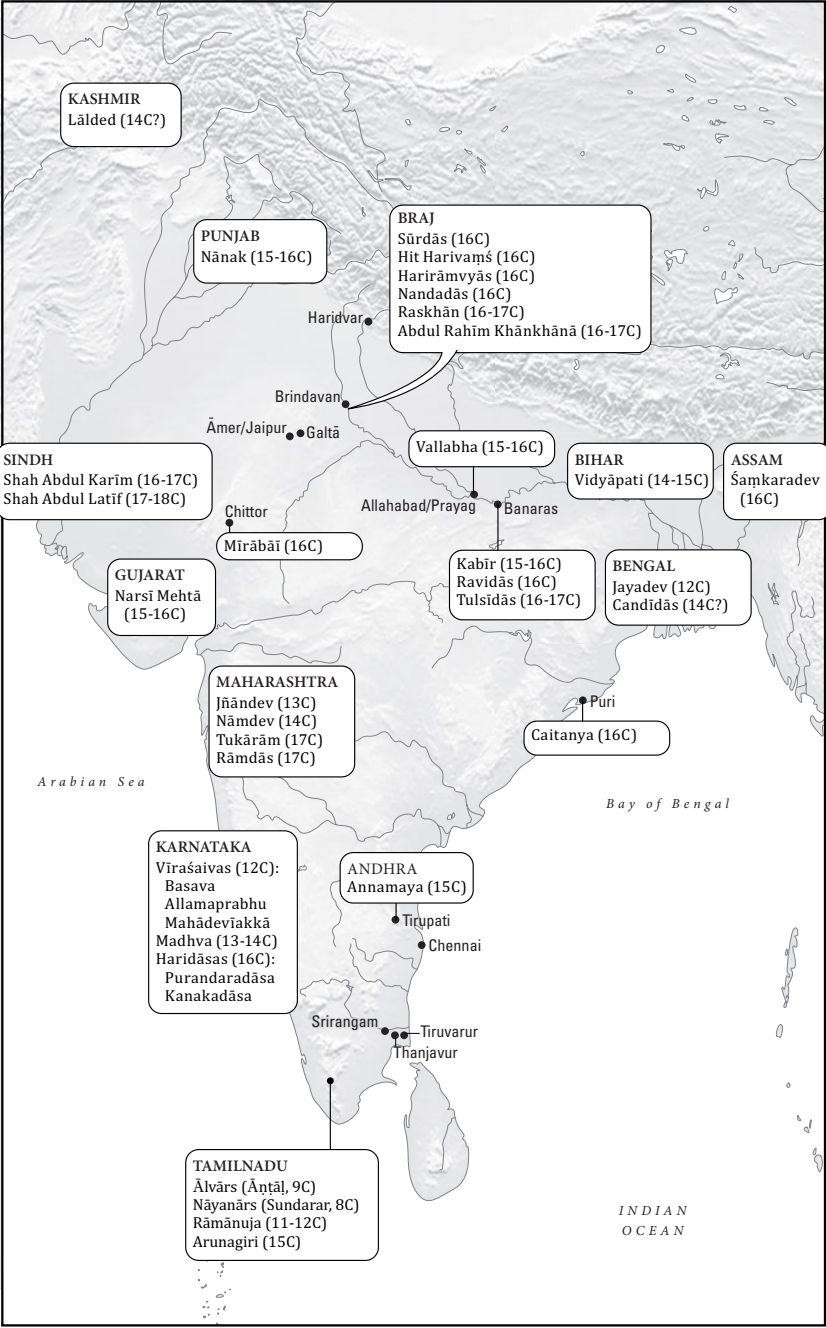 KASHMIR
Lālded (14C?)
PUNJAB
Nānak (15-16C)
BRAJ
Sūrdās (16C)
Hit Harivaṃś (16C)
Harirāmvyās (16C)
Nandadās (16C)
Raskhān (16-17C)
Abdul Rahīm Khānkhānā (16-17C)
Haridvar
Brindavan
Āmer/Jaipur
Galtā
SINDH
Shah Abdul Karīm (16-17C)
Shah Abdul Latīf (17-18C)
Vallabha (15-16C)
BIHAR
Vidyāpati (14-15C)
ASSAM
Śaṃkaradev
(16C)
Allahabad/Prayag
Banaras
Chittor
Mīrābāī (16C)
GUJARAT
Narsī Mehtā
(15-16C)
Kabīr (15-16C)
Ravidās (16C)
Tulsīdās (16-17C)
BENGAL
Jayadev (12C)
Candīdās (14C?)
MAHARASHTRA
Jñāndev (13C)
Nāmdev (14C)
Tukārām (17C)
Rāmdās (17C)
Puri
Caitanya (16C)
Arabian Sea
Bay of Bengal
KARNATAKA
Vīraśaivas (12C):
Basava
Allamaprabhu
Mahādevīakkā
Madhva (13-14C)
Haridāsas (16C):
Purandaradāsa
Kanakadāsa
ANDHRA
Annamaya (15C)
Tirupati
Chennai
Srirangam
Tiruvarur
Thanjavur
TAMILNADU
Ālvārs (Āṇṭāḷ, 9C)
Nāyanārs (Sundarar, 8C)
Rāmānuja (11-12C)
Arunagiri (15C)
INDIAN
OCEAN